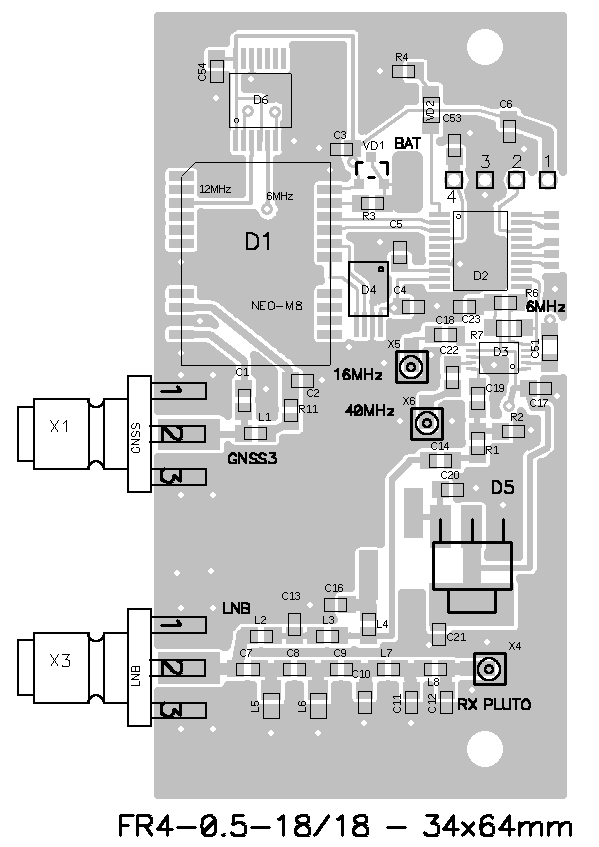 C54
D6
R4
VD2
C6
C53
C3
VD1
BAT
3
2
1
4
12MHz
6MHz
R3
D1
C5
D2
D4
NEO-M8
C4
C23
R6
6MHz
C18
R7
X5
C22
D3
C51
16MHz
C1
C2
C19
C17
X6
R11
40MHz
L1
R2
1
X1
2
GNSS
GNSS3
R1
3
C14
C20
D5
C16
LNB
C13
1
L2
L3
L4
C21
X4
X3
2
LNB
C7
C8
C9
L7
C10
L8
3
L5
L6
C11
C12
RX PLUTO
FR4-0.5-18/18 - 34x64mm